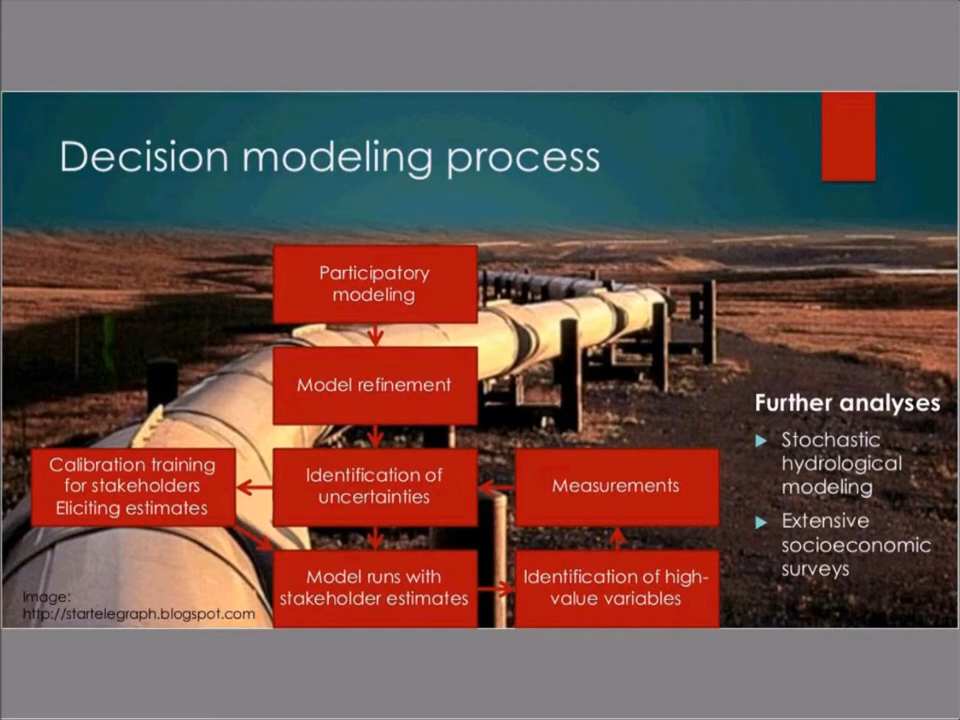 Decision modeling process
Participatory
modeling
Model refinement
Calibration training
for stakeholders
Eliciting estimates
Identification of
uncertainties
Measurements
Model runs with
stakeholder estimates
Identification of high-
value variables
Further analyses
Stochastic
hydrological
modeling
Extensive
socioeconomic
surveys
Image:
http://startelegraph.blogspot.com